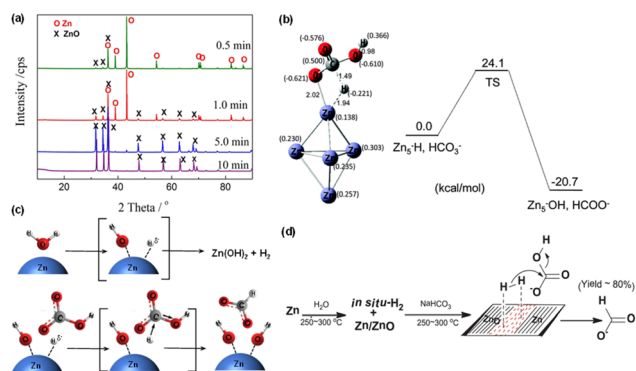 (a)
O Zn
X ZnO
0.5 min
1.0 min
5.0 min
10 min
Intensity /cps
20 40 60 80
2 Theta / °
(b)
(-0.576)
(0.366)
(0.500)
0.98
(-0.610)
(-0.621)
1.49
(-0.221)
2.02
1.94
(0.138)
(0.230)
(0.303)
(0.235)
(0.257)
Zn
24.1
TS
0.0
Zn₅-H, HCO₃⁻
(kcal/mol)
-20.7
Zn₅-OH, HCOO⁻
(c)
H H
O
Zn
H δ⁻
O
Zn
Zn(OH)₂ + H₂
O C O H
Zn
Zn
Zn
(d)
Zn
H₂O
250~300 °C
in situ-H₂
+
Zn/ZnO
NaHCO₃
250~300 °C
H
O
H H
O
ZnO
Zn
(Yield ~ 80%)
H
O
O